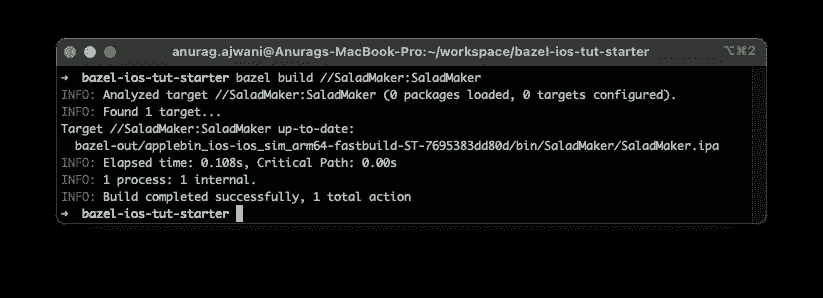 anurag.ajwani@Anurags-MacBook-Pro:~/workspace/bazel-ios-tut-starter ⌥⌘2
➜ bazel-ios-tut-starter bazel build //SaladMaker:SaladMaker
INFO: Analyzed target //SaladMaker:SaladMaker (0 packages loaded, 0 targets configured).
INFO: Found 1 target...
Target //SaladMaker:SaladMaker up-to-date:
bazel-out/applebin_ios-ios_sim_arm64-fastbuild-ST-7695383dd80d/bin/SaladMaker/SaladMaker.ipa
INFO: Elapsed time: 0.108s, Critical Path: 0.00s
INFO: 1 process: 1 internal.
INFO: Build completed successfully, 1 total action
➜ bazel-ios-tut-starter